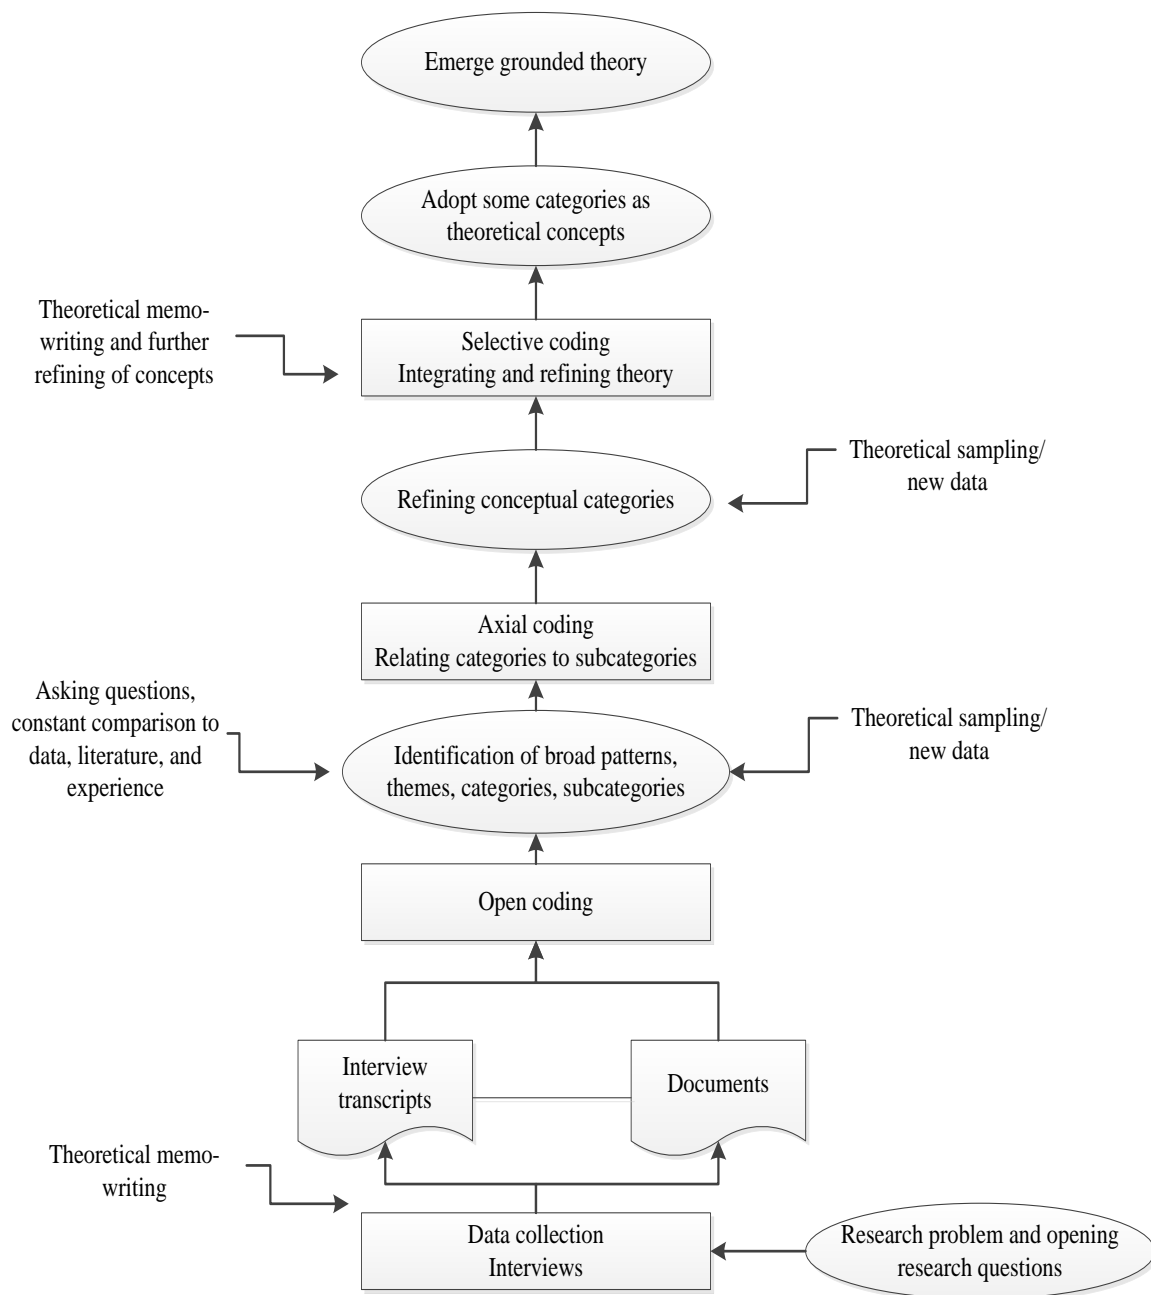 Emerge grounded theory
Adopt some categories as
theoretical concepts
Theoretical memo-
writing and further
refining of concepts
Selective coding
Integrating and refining theory
Theoretical sampling/
new data
Refining conceptual categories
Axial coding
Relating categories to subcategories
Asking questions,
constant comparison to
data, literature, and
experience
Theoretical sampling/
new data
Identification of broad patterns,
themes, categories, subcategories
Open coding
Interview
transcripts
Documents
Theoretical memo-
writing
Data collection
Interviews
Research problem and opening
research questions